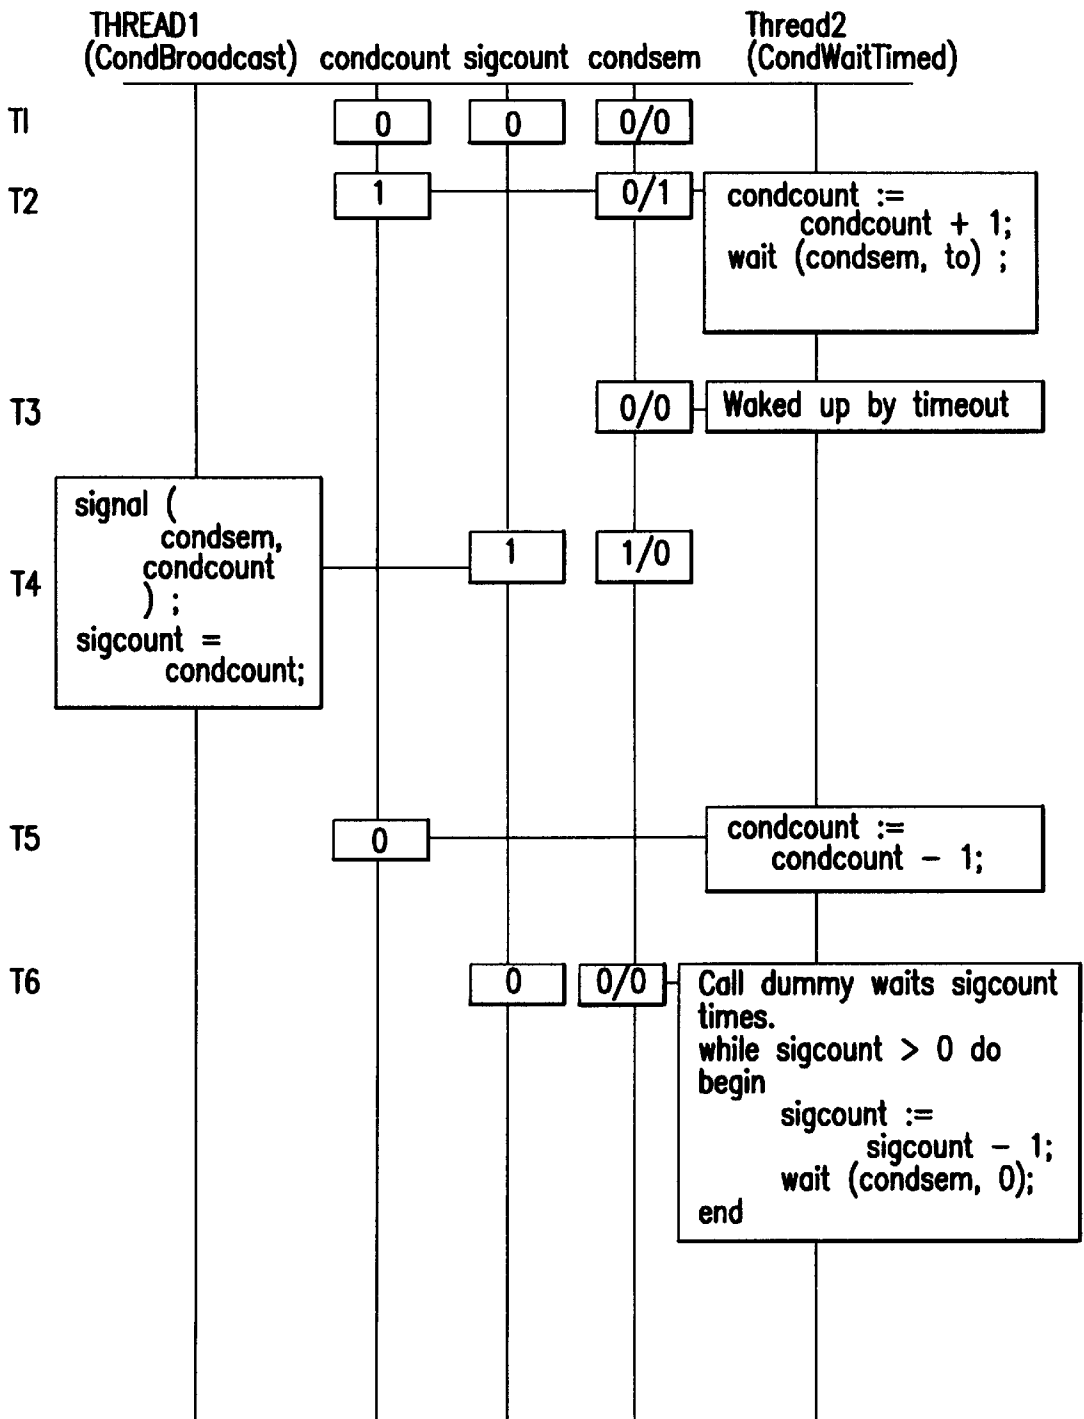 THREAD1
(CondBroadcast) condcount sigcount condsem
Thread2
(CondWaitTimed)
T1
0 0 0/0
T2
1 0/1
condcount :=
condcount + 1;
wait (condsem, to) ;
T3
0/0 Waked up by timeout
signal (
condsem,
condcount
) ;
sigcount =
condcount;
T4
1 1/0
T5
0
condcount :=
condcount - 1;
T6
0 0/0
Call dummy waits sigcount
times.
while sigcount > 0 do
begin
sigcount :=
sigcount - 1;
wait (condsem, 0);
end